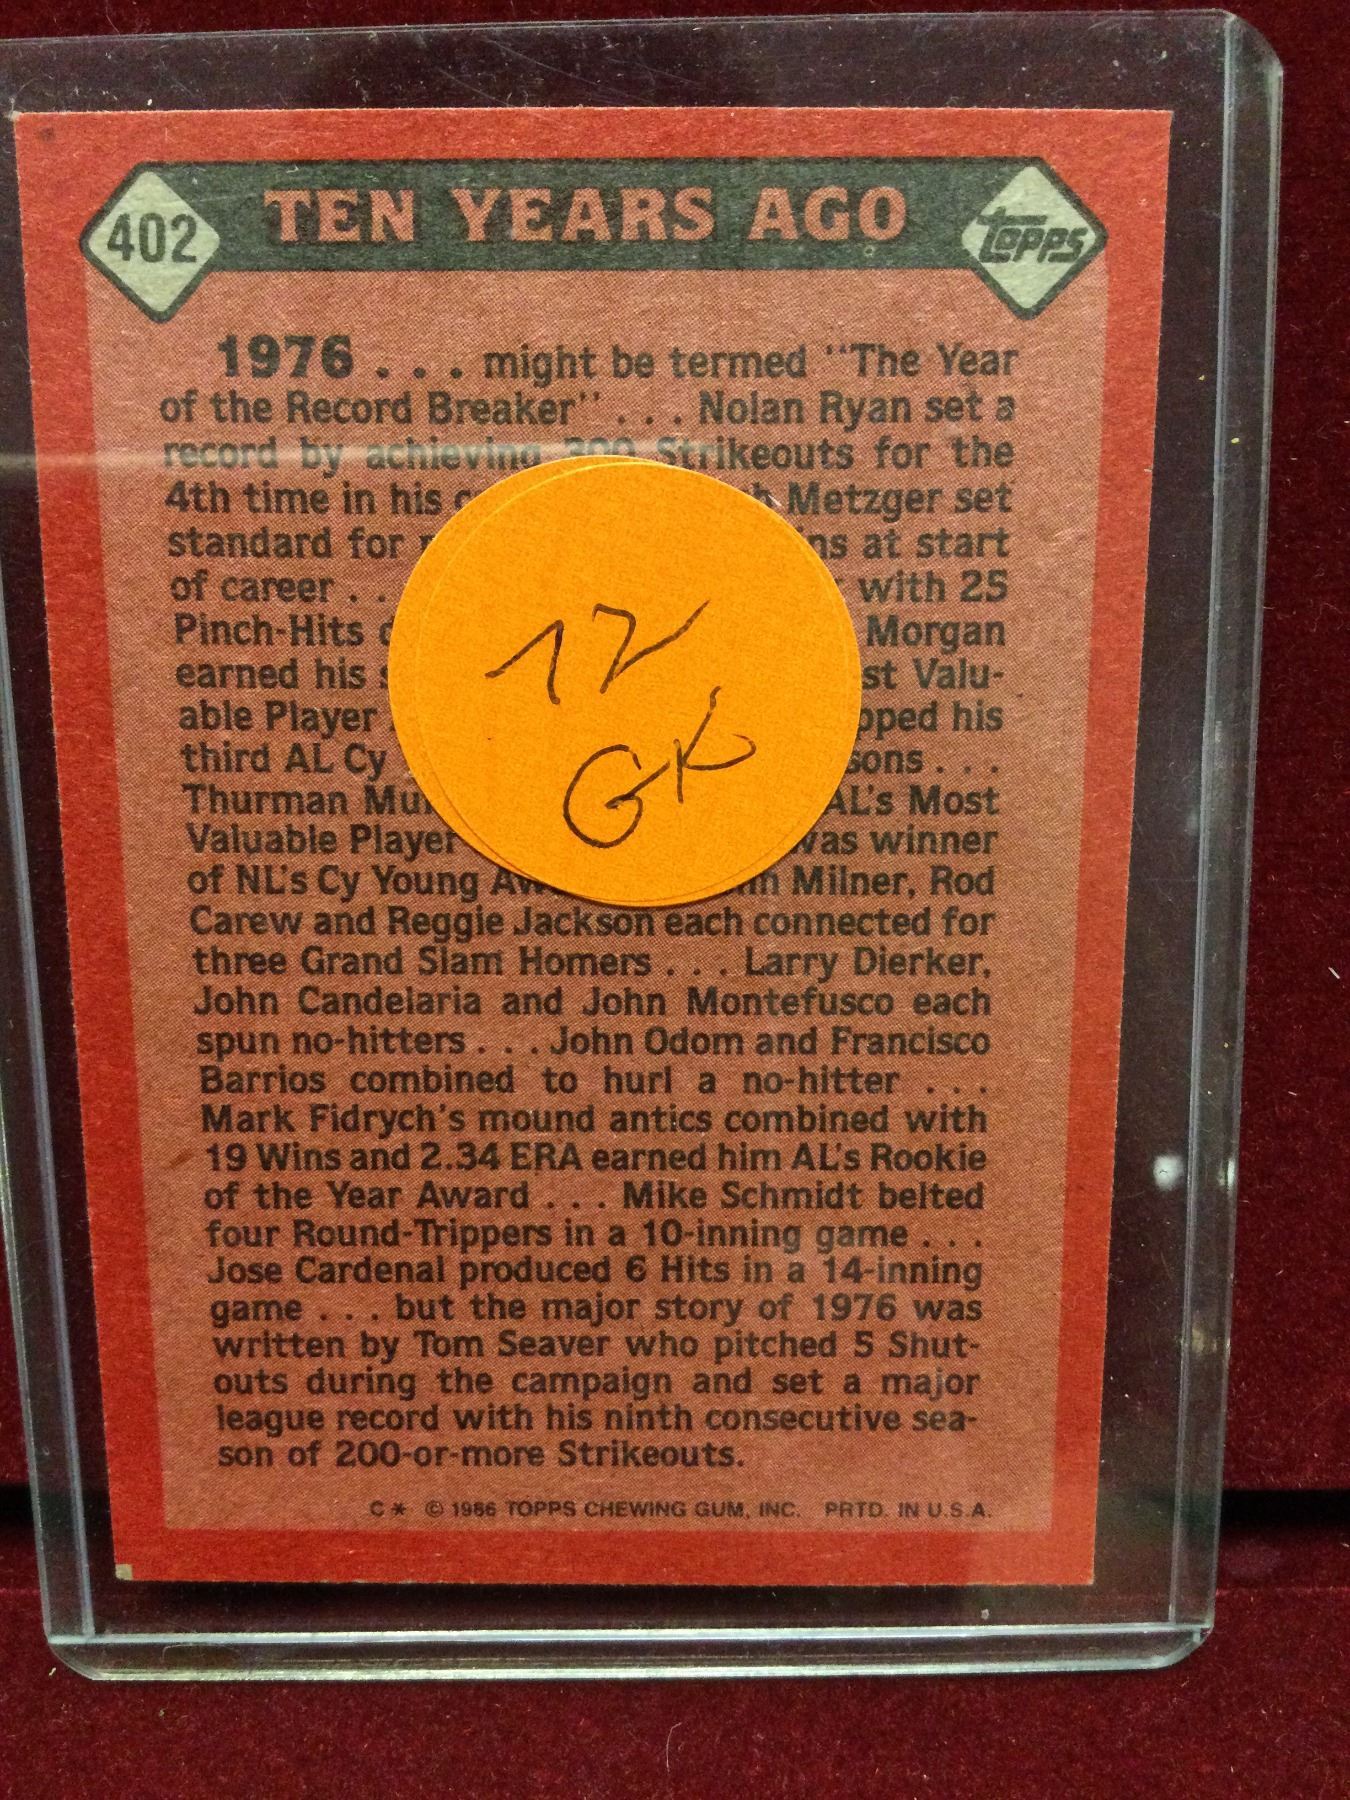 402 TEN YEARS AGO topps
1976 . . . might be termed "The Year
of the Record Breaker" . . . Nolan Ryan set a
record by achieving 300 Strikeouts for the
4th time in his Metzger set
standard for at start
of career . . with 25
Pinch-Hits Morgan
earned his Valu-
able Player his
third AL Cy
Thurman AL's Most
Valuable Player was winner
of NL's Cy Young Milner, Rod
Carew and Reggie Jackson each connected for
three Grand Slam Homers . . . Larry Dierker,
John Candelaria and John Montefusco each
spun no-hitters . . . John Odom and Francisco
Barrios combined to hurl a no-hitter . . .
Mark Fidrych's mound antics combined with
19 Wins and 2.34 ERA earned him AL's Rookie
of the Year Award . . . Mike Schmidt belted
four Round-Trippers in a 10-inning game . . .
Jose Cardenal produced 6 Hits in a 14-inning
game . . . but the major story of 1976 was
written by Tom Seaver who pitched 5 Shut-
outs during the campaign and set a major
league record with his ninth consecutive sea-
son of 200-or-more Strikeouts.
C* © 1986 TOPPS CHEWING GUM, INC. PRTD. IN U.S.A.
12
GK